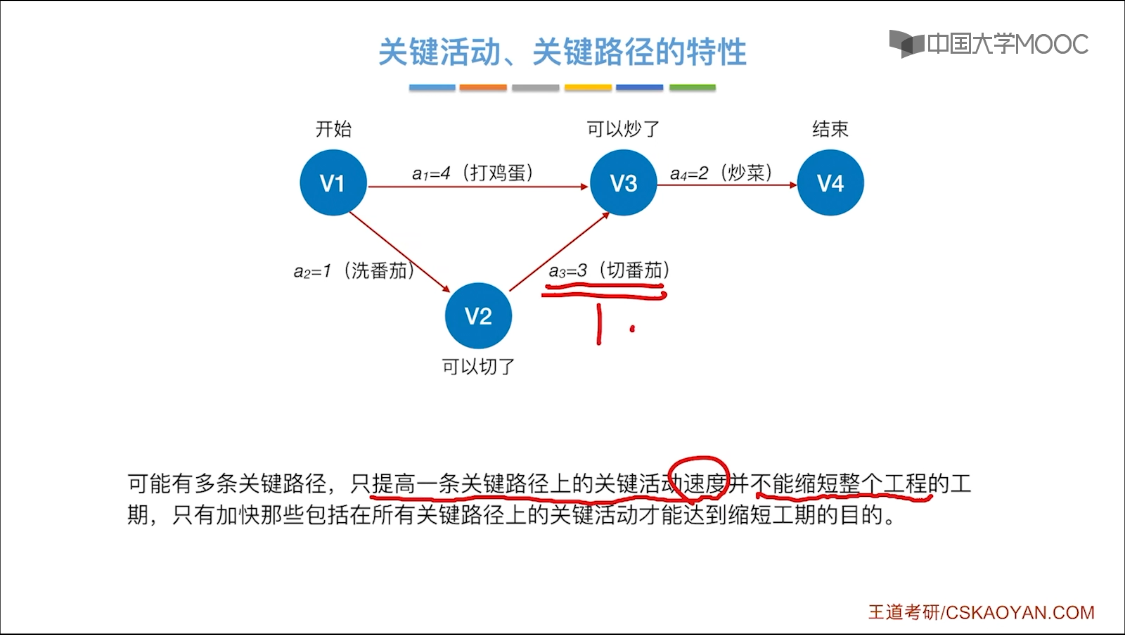 关键活动、关键路径的特性
中国大学MOOC
开始
可以炒了
结束
V1
a₁=4（打鸡蛋）
V3
a₄=2（炒菜）
V4
a₂=1（洗番茄）
a₃=3（切番茄）
1
V2
可以切了
可能有多条关键路径，只提高一条关键路径上的关键活动速度并不能缩短整个工程的工
期，只有加快那些包括在所有关键路径上的关键活动才能达到缩短工期的目的。
王道考研/CSKAOYAN.COM